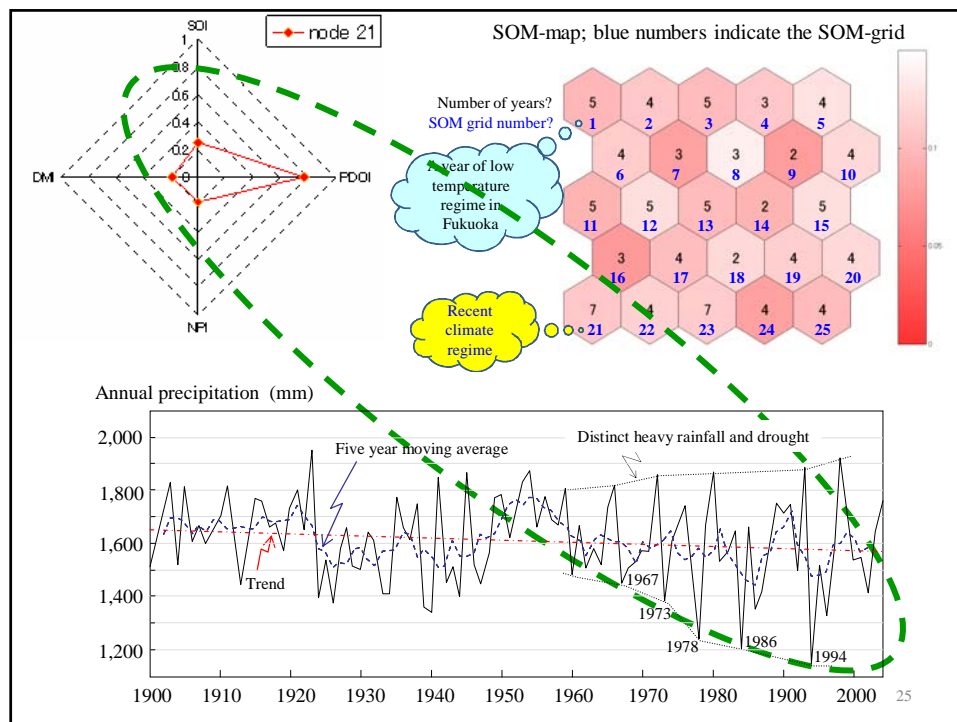 SOI
node 21
SOM-map; blue numbers indicate the SOM-grid
1
0.8
0.6
0.4
0.2
0
DMI
PDOI
NPI
Number of years?
SOM grid number?
A year of low
temperature
regime in
Fukuoka
Recent
climate
regime
5 4 5 3 4
1 2 3 4 5
4 3 3 2 4
6 7 8 9 10
5 5 5 2 5
11 12 13 14 15
3 4 2 4 4
16 17 18 19 20
7 4 7 4 4
21 22 23 24 25
0.1
0.05
Annual precipitation (mm)
2,000
1,800
1,600
1,400
1,200
Five year moving average
Distinct heavy rainfall and drought
Trend
1967
1973
1978
1986
1994
1900 1910 1920 1930 1940 1950 1960 1970 1980 1990 2000
25